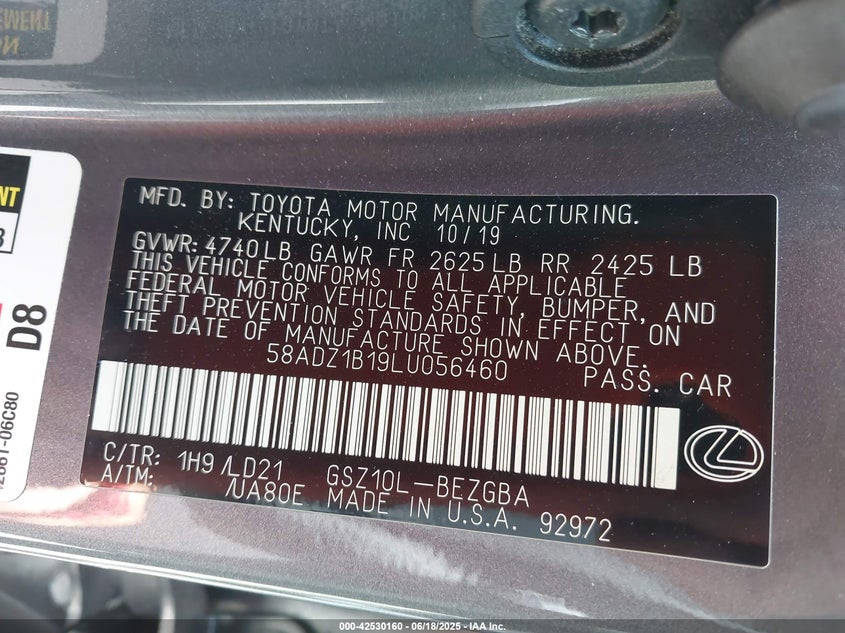 MFD. BY: TOYOTA MOTOR MANUFACTURING.
KENTUCKY, INC 10/19
GVWR: 4740LB GAWR FR 2625 LB RR 2425 LB
THIS VEHICLE CONFORMS TO ALL APPLICABLE
FEDERAL MOTOR VEHICLE SAFETY, BUMPER, AND
THEFT PREVENTION STANDARDS IN EFFECT ON
THE DATE OF MANUFACTURE SHOWN ABOVE.
58ADZ1B19LU056460 PASS. CAR
C/TR: 1H9 /LD21 GSZ10L-BEZGBA
A/TM: /UA80E MADE IN U.S.A. 92972
D8
000-42530160 - 06/18/2025 - IAA Inc.